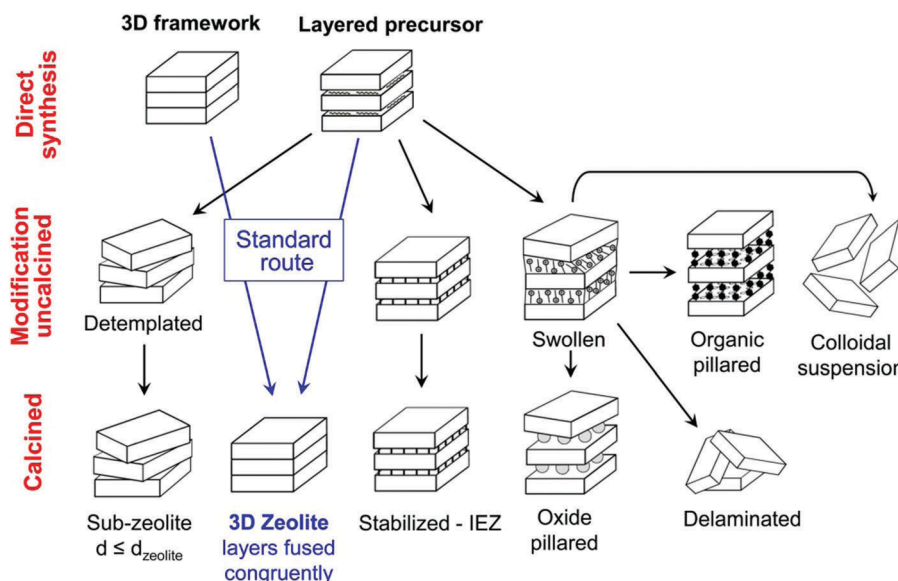 3D framework
Layered precursor
Direct
synthesis
Standard
route
Modification
uncalcined
Detemplated
Swollen
Organic
pillared
Colloidal
suspension
Calcined
Sub-zeolite
d ≤ dzeolite
3D Zeolite
layers fused
congruently
Stabilized - IEZ
Oxide
pillared
Delaminated